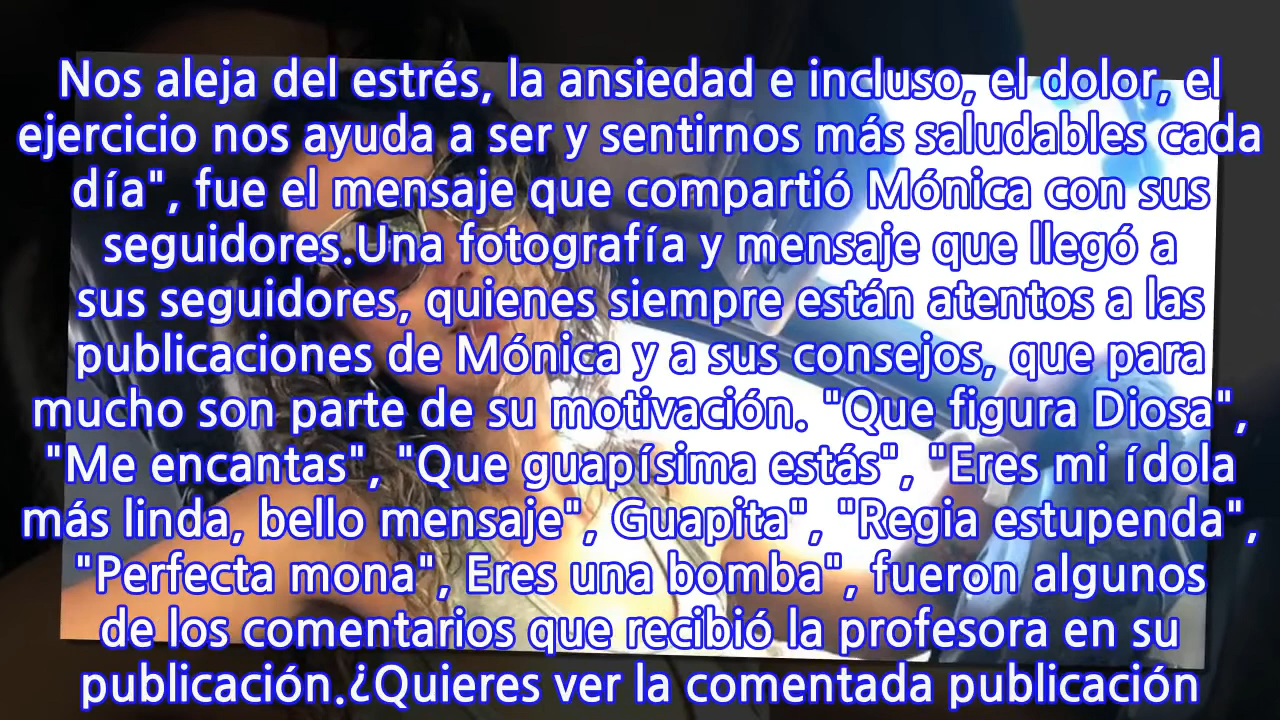 Nos aleja del estrés, la ansiedad e incluso, el dolor, el
ejercicio nos ayuda a ser y sentirnos más saludables cada
día", fue el mensaje que compartió Mónica con sus
seguidores.Una fotografía y mensaje que llegó a
sus seguidores, quienes siempre están atentos a las
publicaciones de Mónica y a sus consejos, que para
mucho son parte de su motivación. "Que figura Diosa",
"Me encantas", "Que guapísima estás", "Eres mi ídola
más linda, bello mensaje", Guapita", "Regia estupenda",
"Perfecta mona", Eres una bomba", fueron algunos
de los comentarios que recibió la profesora en su
publicación.¿Quieres ver la comentada publicación